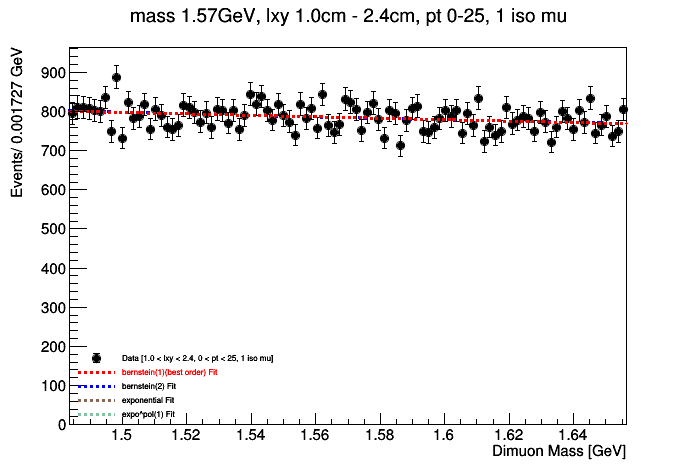 mass 1.57GeV, lxy 1.0cm - 2.4cm, pt 0-25, 1 iso mu
Events/ 0.001727 GeV
900
800
700
600
500
400
300
200
100
0
Data [1.0 < lxy < 2.4, 0 < pt < 25, 1 iso mu]
bernstein(1)(best order) Fit
bernstein(2) Fit
exponential Fit
expo^pol(1) Fit
1.5 1.52 1.54 1.56 1.58 1.6 1.62 1.64
Dimuon Mass [GeV]